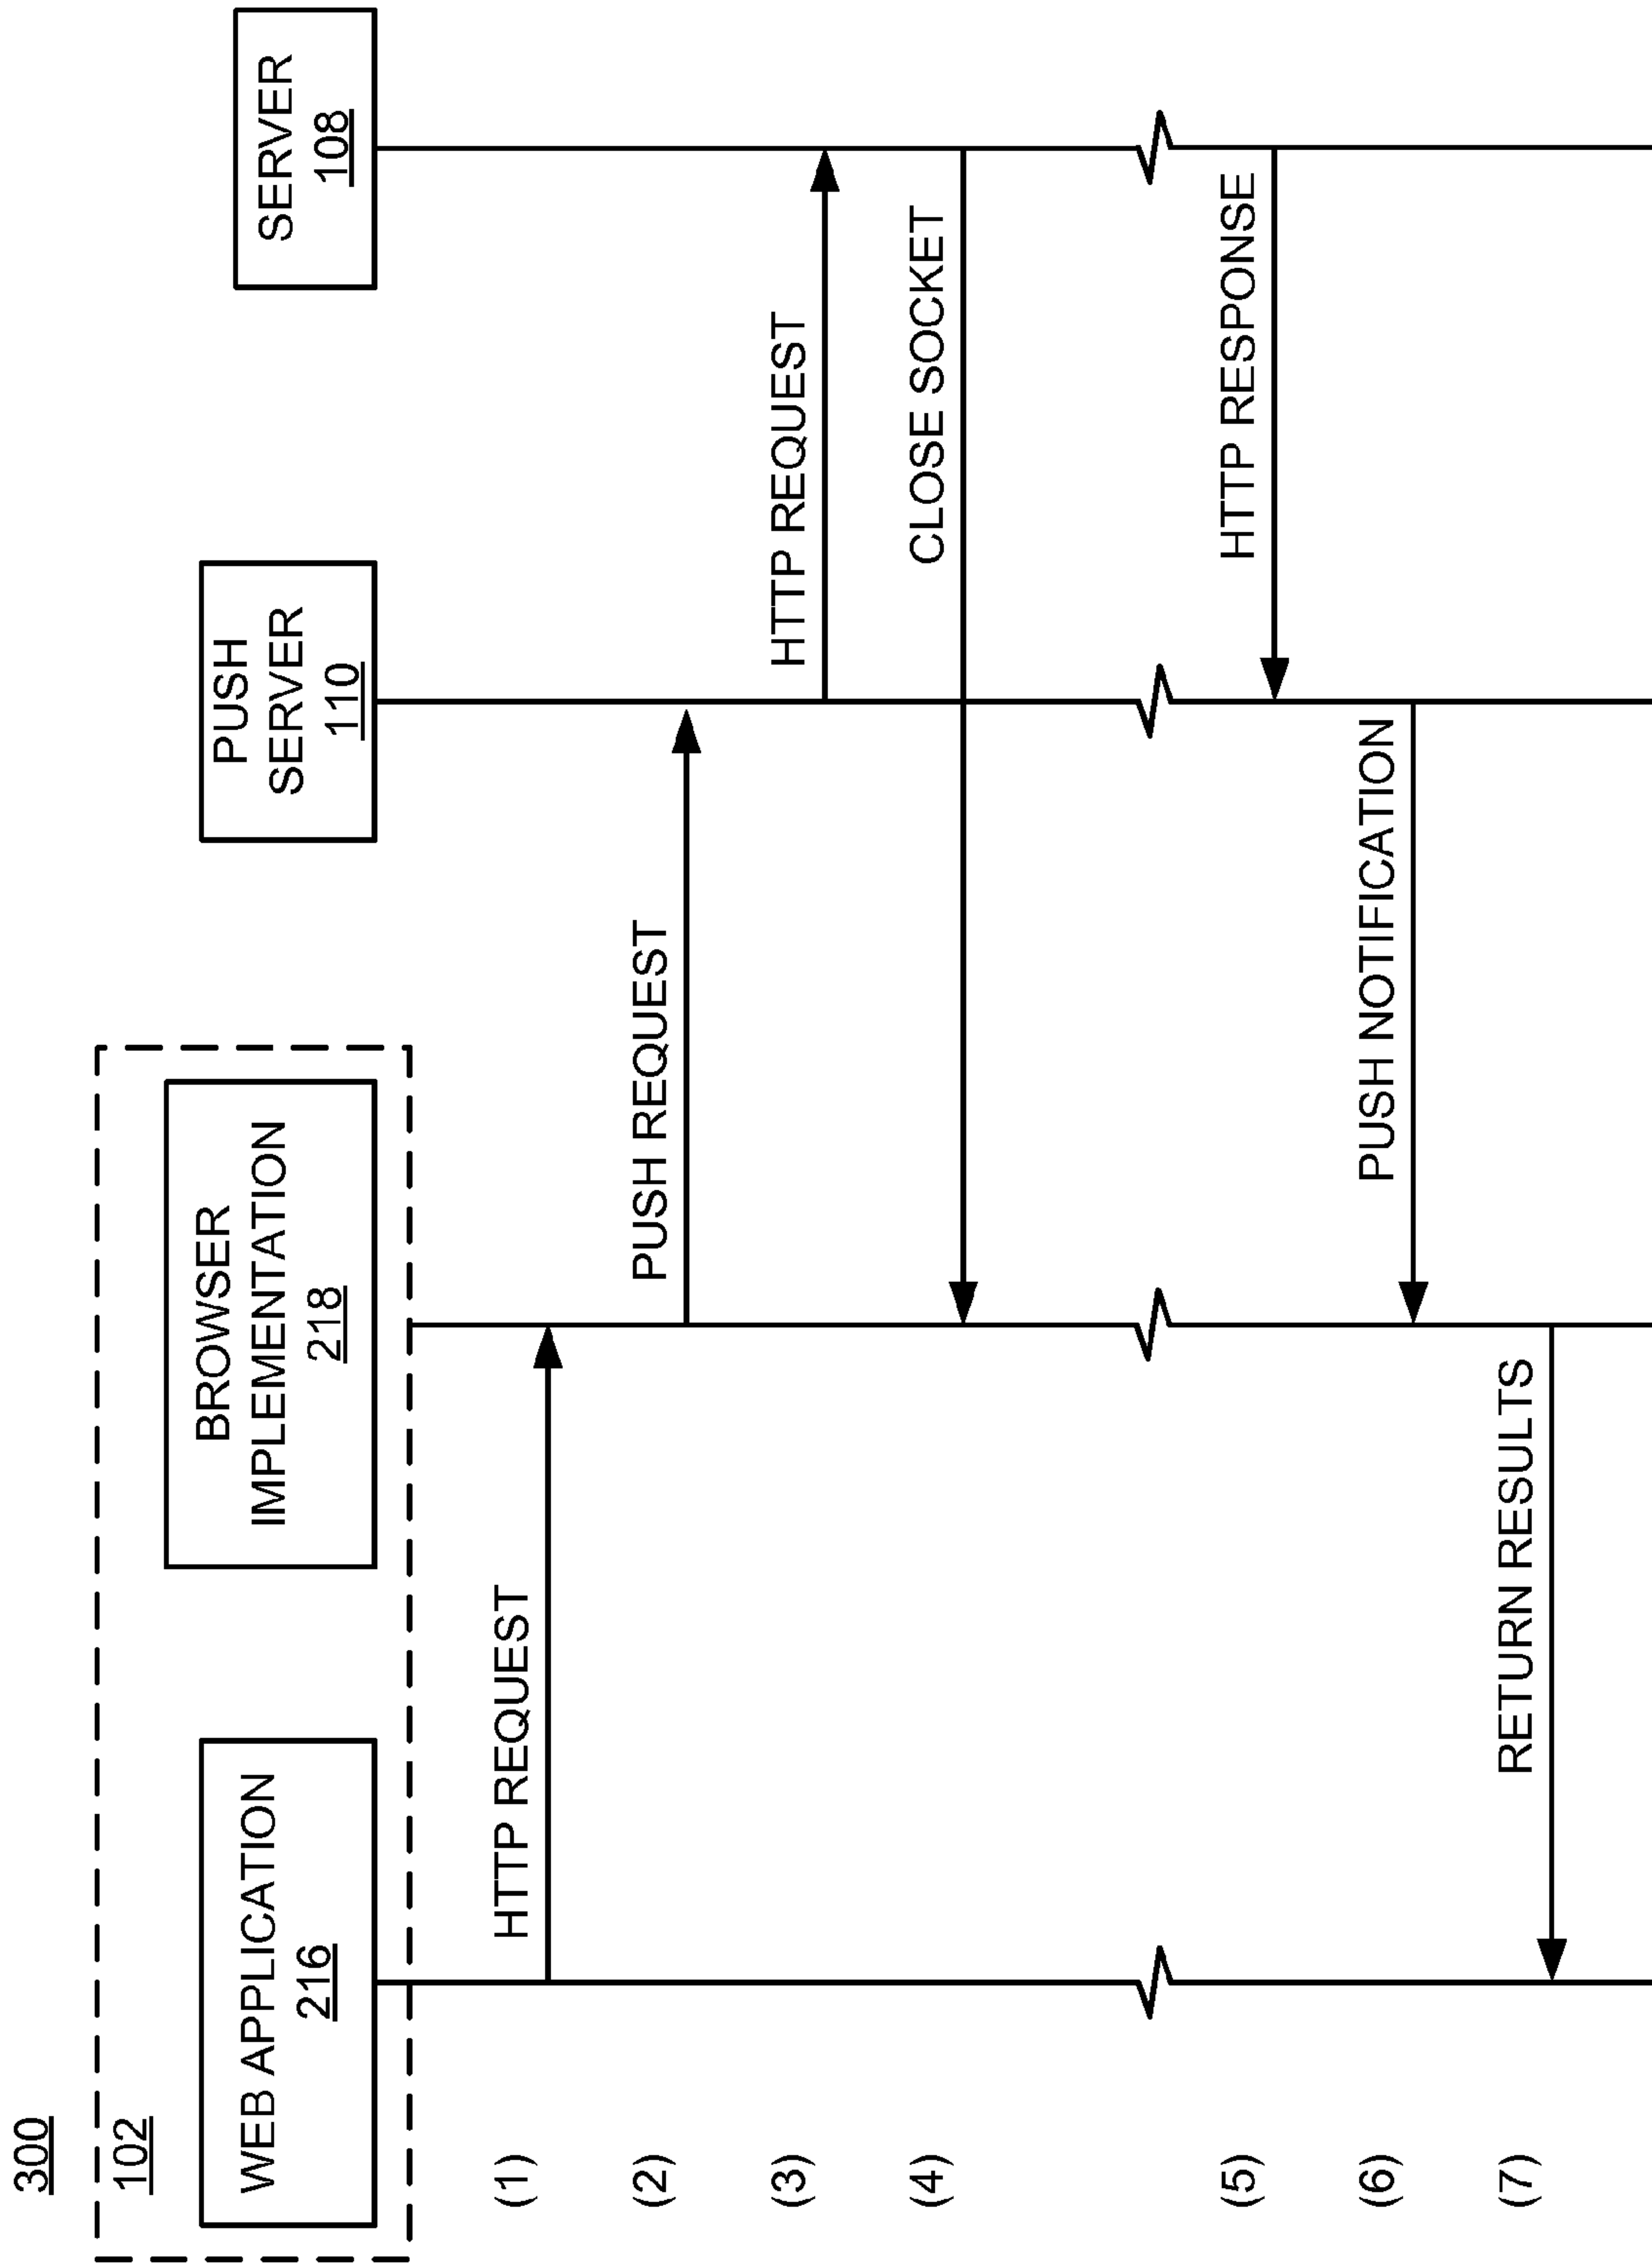 300
102
WEB APPLICATION
216
BROWSER
IMPLEMENTATION
218
PUSH
SERVER
110
SERVER
108
(1)
HTTP REQUEST
(2)
PUSH REQUEST
(3)
HTTP REQUEST
(4)
CLOSE SOCKET
(5)
HTTP RESPONSE
(6)
PUSH NOTIFICATION
(7)
RETURN RESULTS